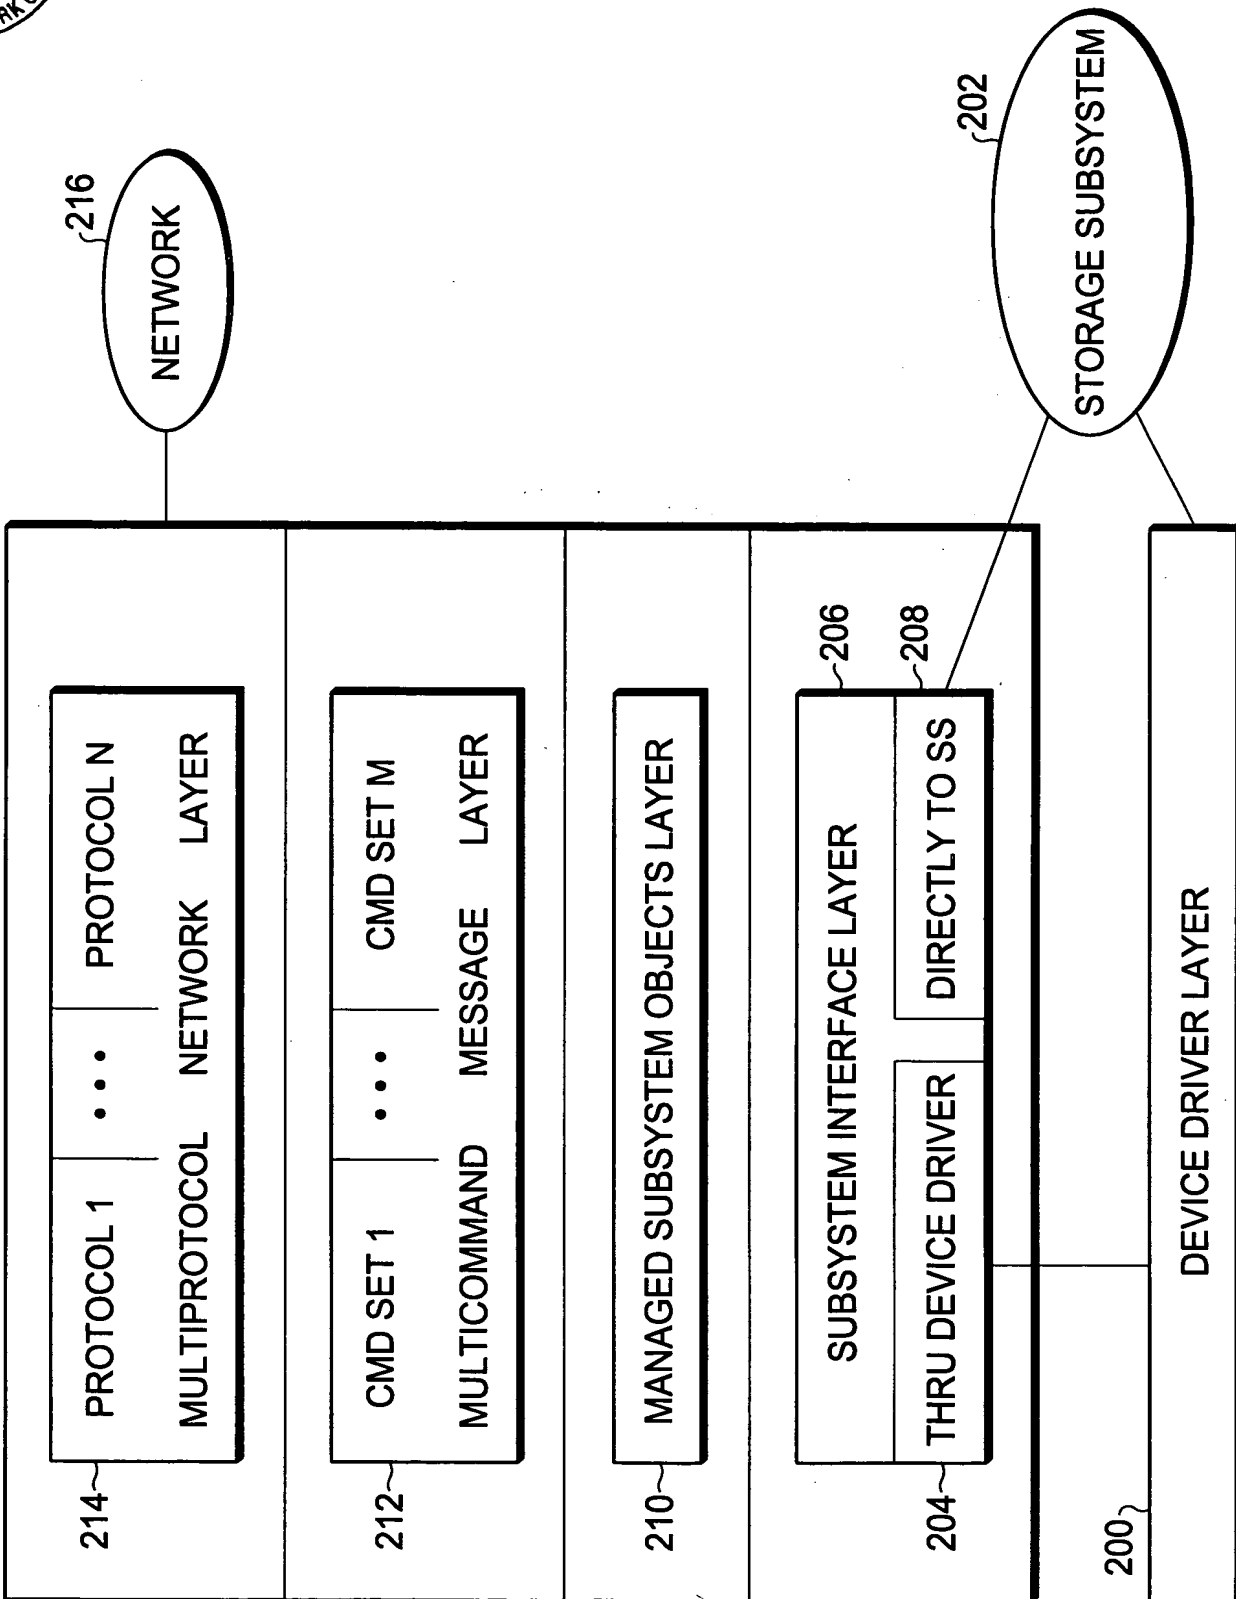 216
NETWORK
PROTOCOL 1
• • •
PROTOCOL N
MULTIPROTOCOL NETWORK LAYER
214
CMD SET 1
• • •
CMD SET M
MULTICOMMAND MESSAGE LAYER
212
MANAGED SUBSYSTEM OBJECTS LAYER
210
206
SUBSYSTEM INTERFACE LAYER
208
THRU DEVICE DRIVER
DIRECTLY TO SS
204
202
STORAGE SUBSYSTEM
200
DEVICE DRIVER LAYER